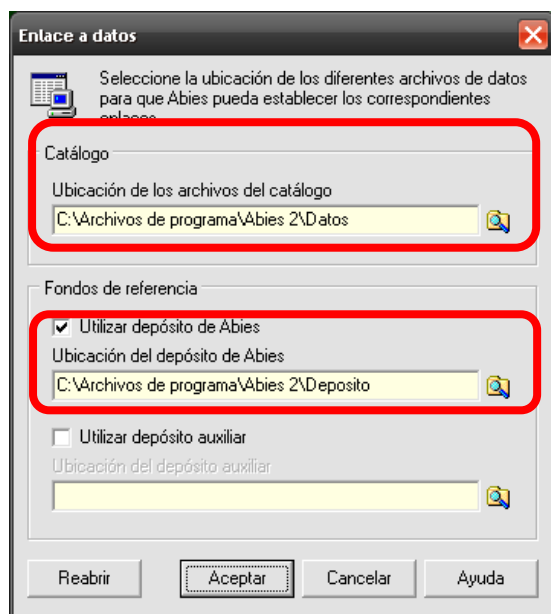 Enlace a datos
Seleccione la ubicación de los diferentes archivos de datos
para que Abies pueda establecer los correspondientes
enlaces
Catálogo
Ubicación de los archivos del catálogo
C:\Archivos de programa\Abies 2\Datos
Fondos de referencia
Utilizar depósito de Abies
Ubicación del depósito de Abies
C:\Archivos de programa\Abies 2\Deposito
Utilizar depósito auxiliar
Ubicación del depósito auxiliar
Reabrir Aceptar Cancelar Ayuda